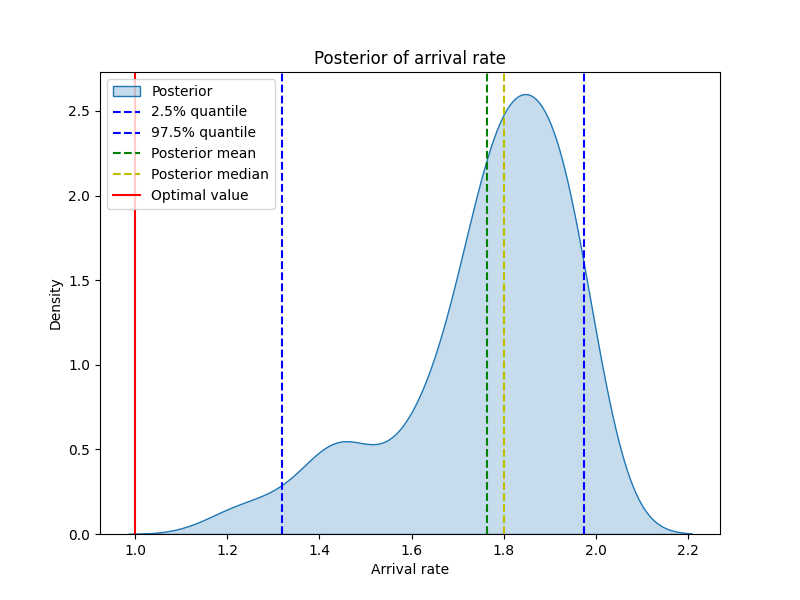 Posterior of arrival rate
Posterior
2.5% quantile
97.5% quantile
Posterior mean
Posterior median
Optimal value
Density
2.5
2.0
1.5
1.0
0.5
0.0
1.0 1.2 1.4 1.6 1.8 2.0 2.2
Arrival rate